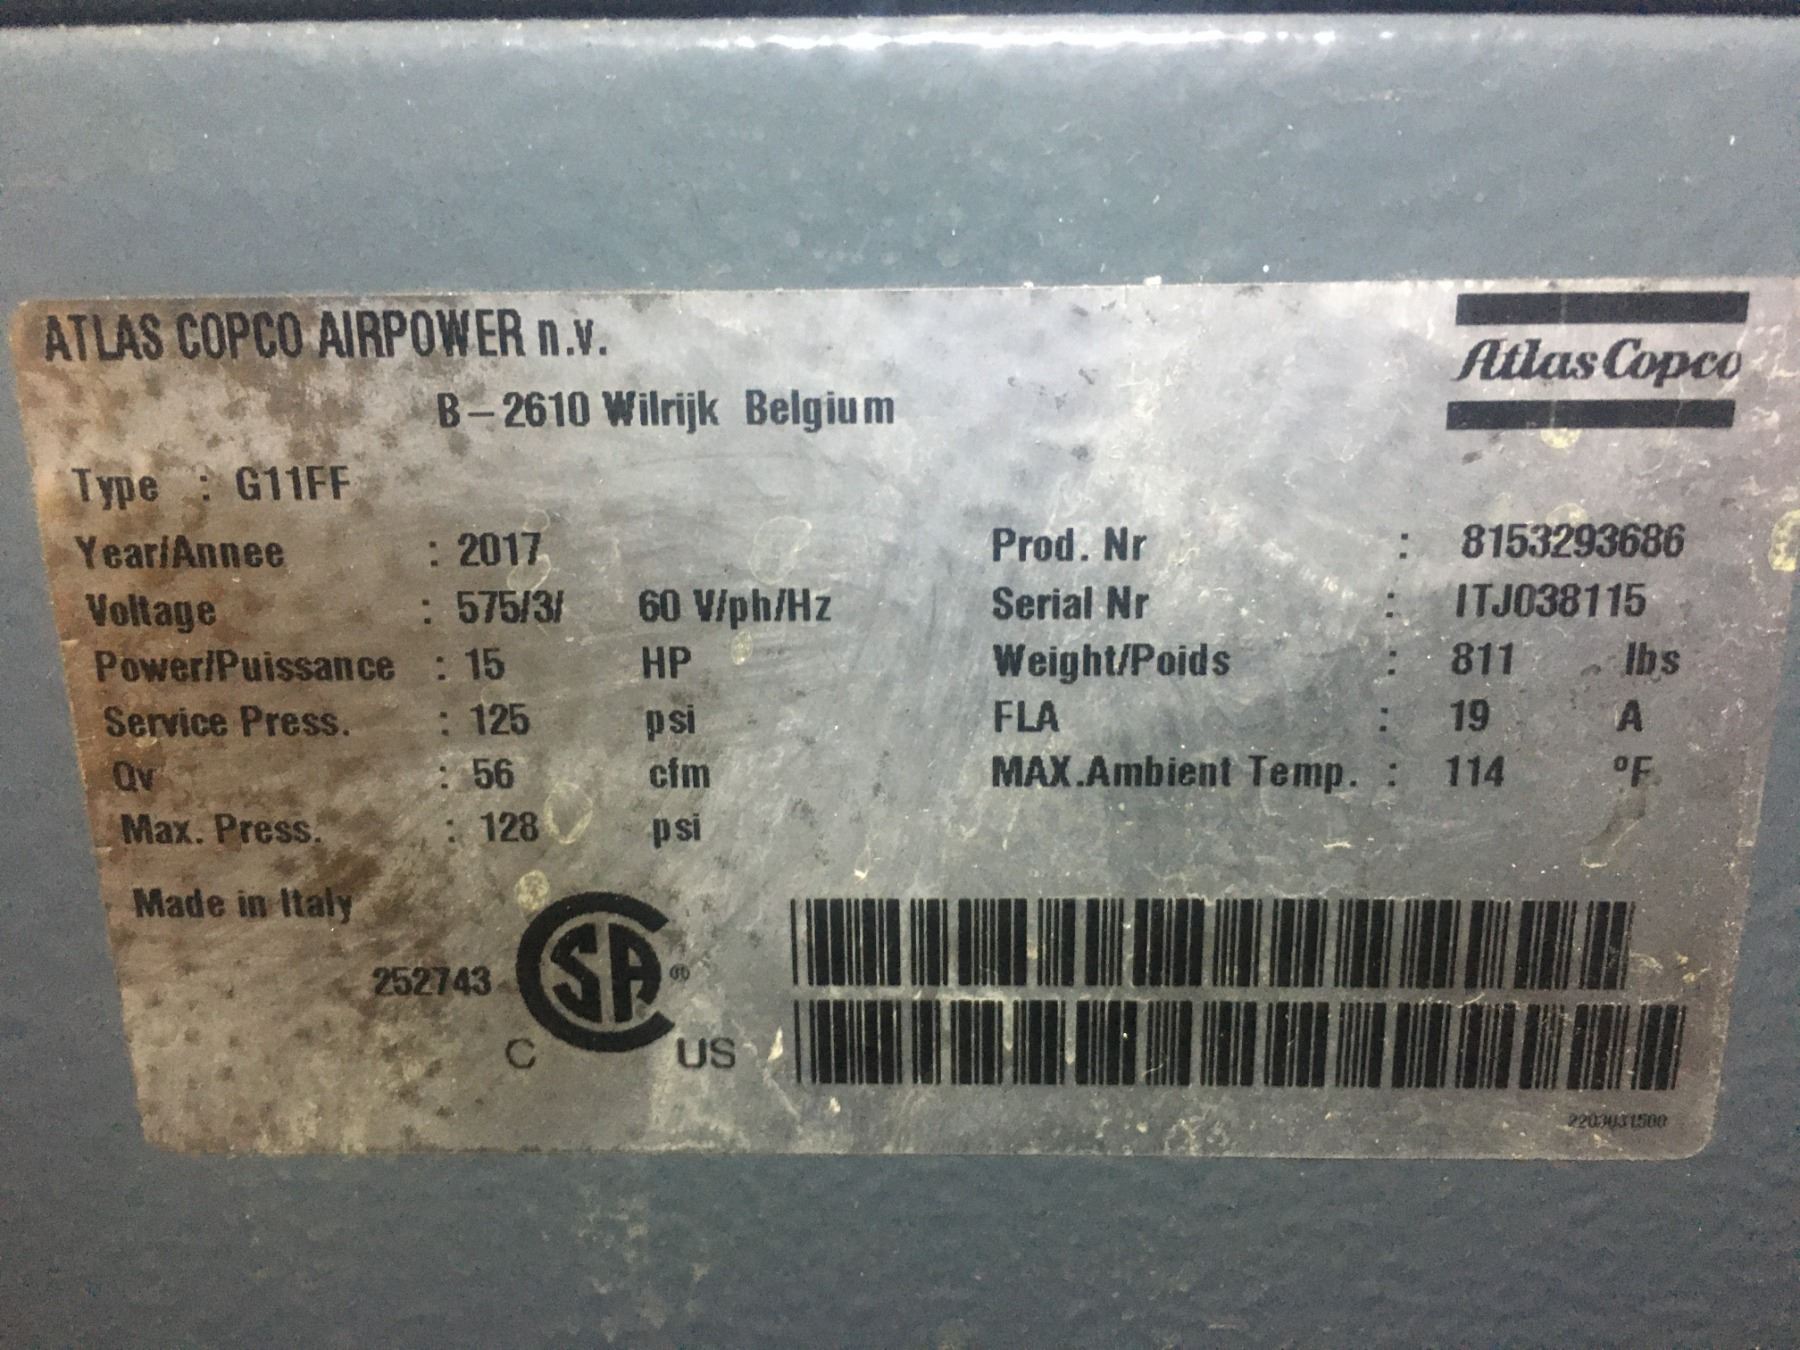 ATLAS COPCO AIRPOWER n.v.
Atlas Copco
B-2610 Wilrijk Belgium
Type : G11FF
Year/Annee : 2017
Prod. Nr : 8153293686
Voltage : 575/3/ 60 V/ph/Hz
Serial Nr : ITJ038115
Power/Puissance : 15 HP
Weight/Poids : 811 lbs
Service Press. : 125 psi
FLA : 19 A
Qv : 56 cfm
MAX.Ambient Temp. : 114 °F
Max. Press. : 128 psi
Made in Italy
252743 CSA ®
C US
2203031500